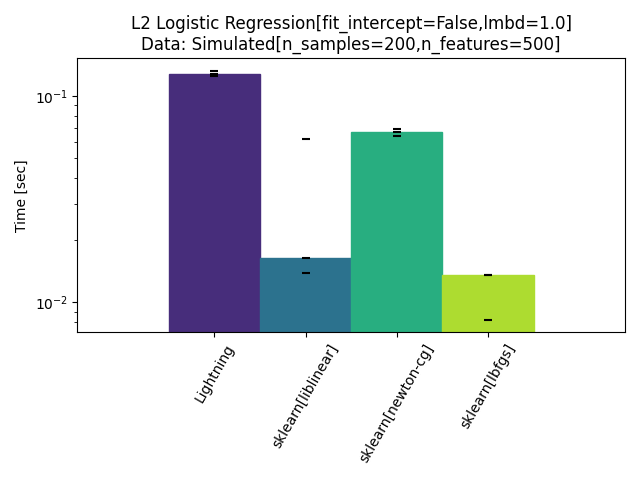 L2 Logistic Regression[fit_intercept=False,lmbd=1.0]
Data: Simulated[n_samples=200,n_features=500]
Time [sec]
10⁻¹
10⁻²
Lightning
sklearn[liblinear]
sklearn[newton-cg]
sklearn[lbfgs]